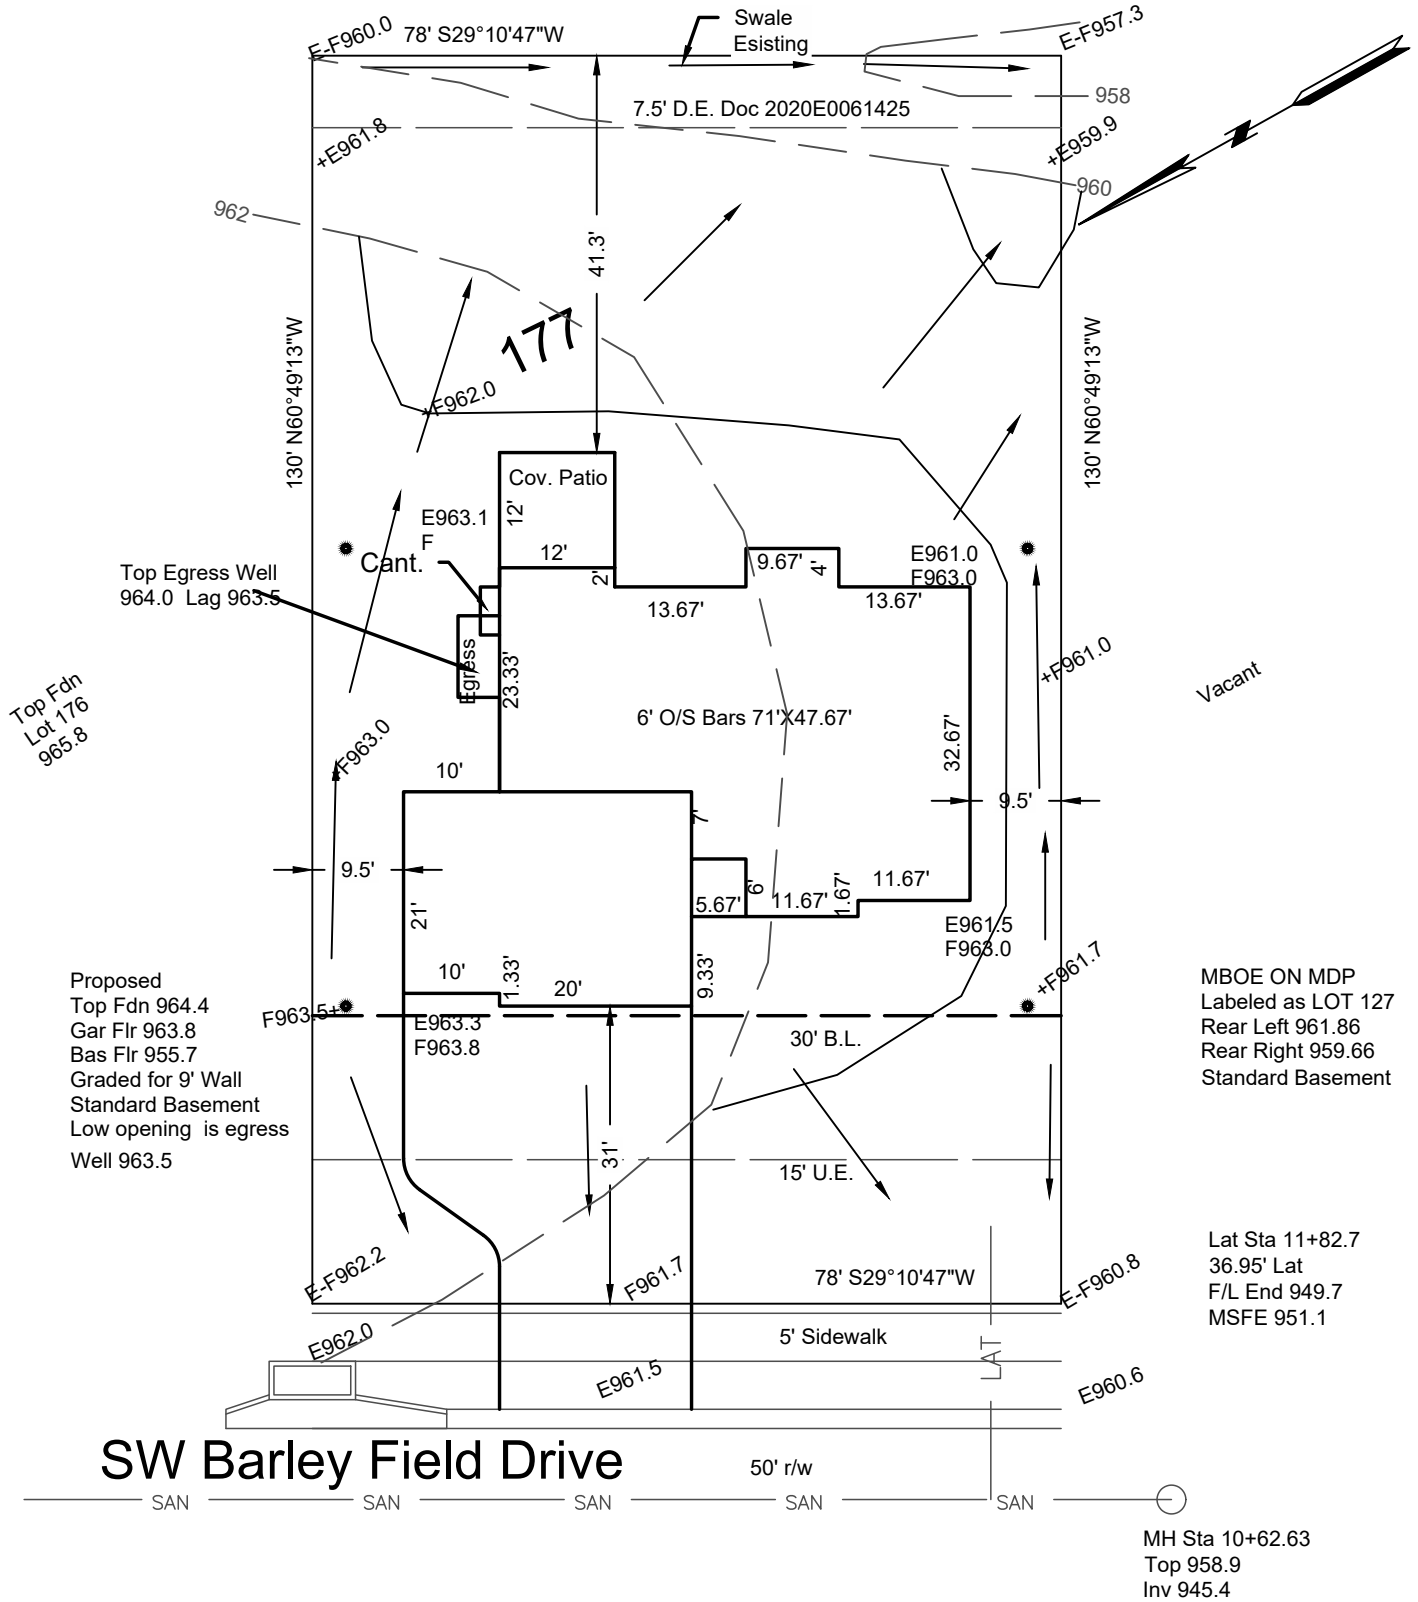 E-F960.0
78' S29°10'47"W
Swale
Esisting
E-F957.3
958
7.5' D.E. Doc 2020E0061425
+E961.8
+E959.9
960
962
41.3'
177
130' N60°49'13"W
130' N60°49'13"W
+F962.0
Cov. Patio
12'
12'
2'
E963.1
F
Cant.
9.67'
4'
E961.0
F963.0
Top Egress Well
964.0 Lag 963.5
13.67'
13.67'
Egress
23.33'
+F961.0
Vacant
Top Fdn
Lot 176
965.8
6' O/S Bars 71'X47.67'
32.67'
+F963.0
10'
9.5'
7'
9.5'
6'
11.67'
5.67'
11.67'
1.67'
21'
E961.5
F963.0
+F961.7
10'
1.33'
20'
9.33'
Proposed
Top Fdn 964.4
Gar Flr 963.8
Bas Flr 955.7
Graded for 9' Wall
Standard Basement
Low opening is egress
Well 963.5
F963.5+
E963.3
F963.8
30' B.L.
MBOE ON MDP
Labeled as LOT 127
Rear Left 961.86
Rear Right 959.66
Standard Basement
31'
15' U.E.
E-F962.2
F961.7
78' S29°10'47"W
E-F960.8
Lat Sta 11+82.7
36.95' Lat
F/L End 949.7
MSFE 951.1
E962.0
5' Sidewalk
LAT
E961.5
E960.6
SW Barley Field Drive
50' r/w
SAN
SAN
SAN
SAN
SAN
MH Sta 10+62.63
Top 958.9
Inv 945.4